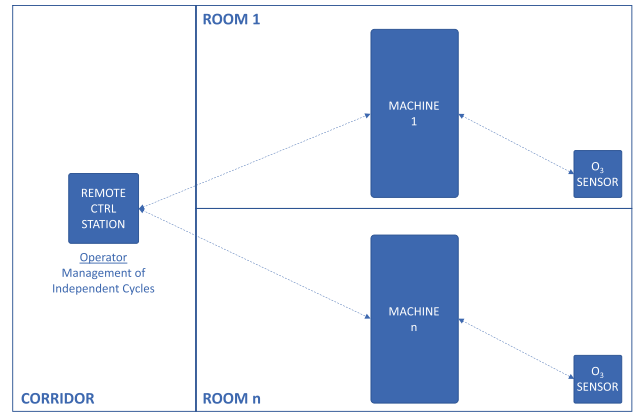 ROOM 1
MACHINE
1
O₃
SENSOR
REMOTE
CTRL
STATION
Operator
Management of
Independent Cycles
MACHINE
n
O₃
SENSOR
CORRIDOR
ROOM n